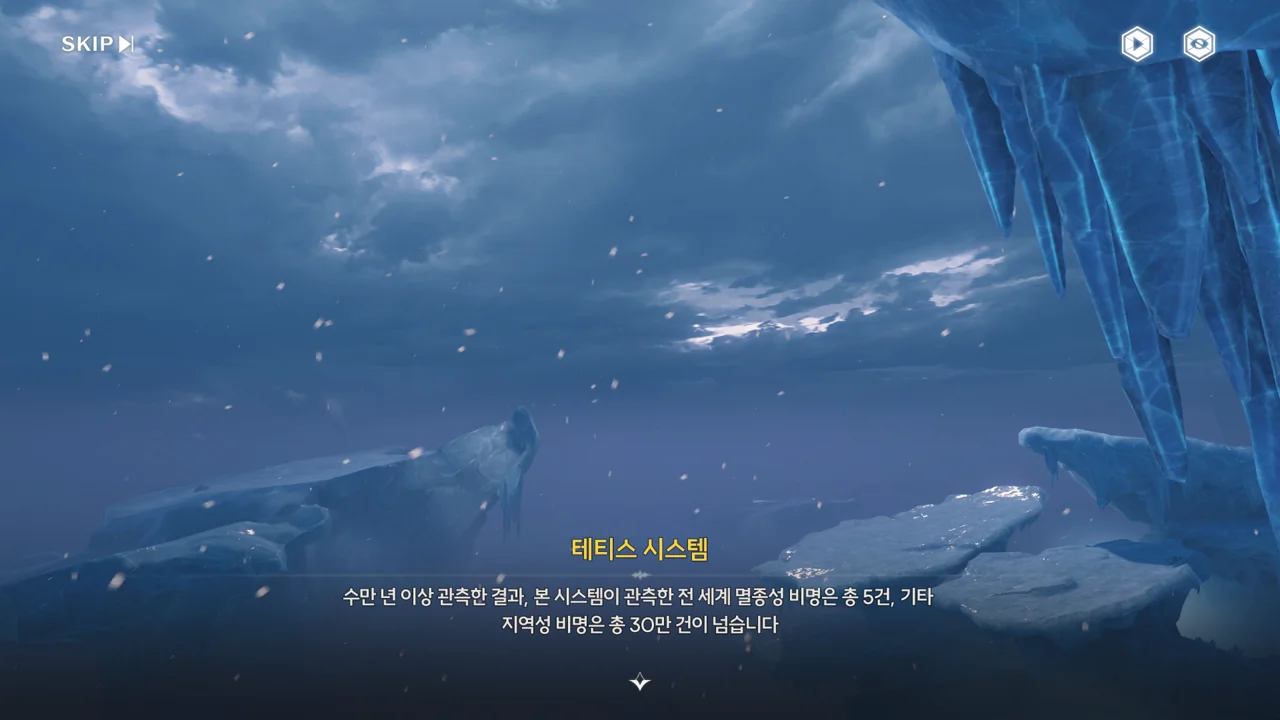 SKIP
테티스 시스템
수만 년 이상 관측한 결과, 본 시스템이 관측한 전 세계 멸종성 비명은 총 5건, 기타
지역성 비명은 총 30만 건이 넘습니다